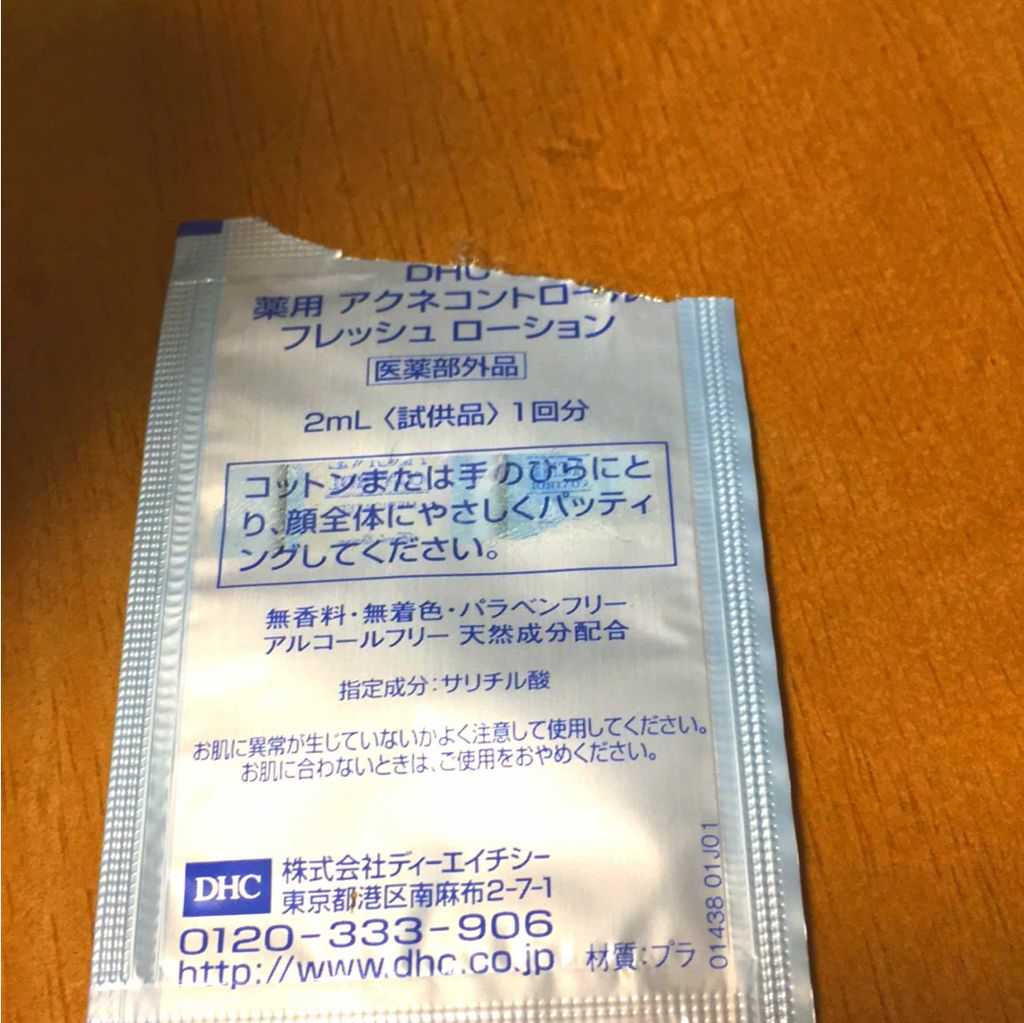 DHC
薬用 アクネコントロール
フレッシュ ローション
医薬部外品
2mL〈試供品〉1回分
コットンまたは手のひらにと
り、顔全体にやさしくパッティ
ングしてください。
無香料・無着色・パラベンフリー
アルコールフリー 天然成分配合
指定成分:サリチル酸
お肌に異常が生じていないかよく注意して使用してください。
お肌に合わないときは、ご使用をおやめください。
DHC
株式会社ディーエイチシー
東京都港区南麻布2-7-1
0120-333-906
http://www.dhc.co.jp
材質:プラ
01438 01J01